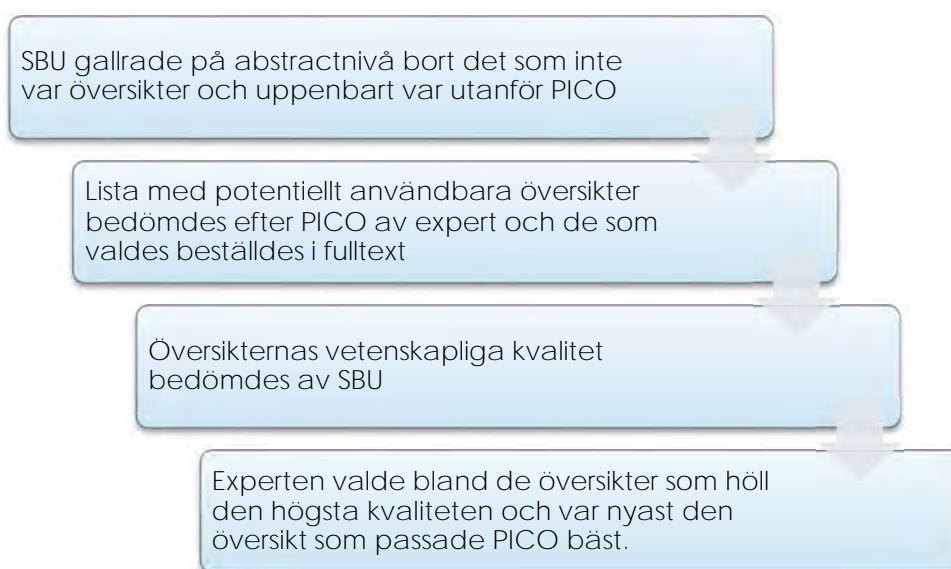 SBU gallrade på abstractnivå bort det som inte
var översikter och uppenbart var utanför PICO
Lista med potentiellt användbara översikter
bedömdes efter PICO av expert och de som
valdes beställdes i fulltext
Översikternas vetenskapliga kvalitet
bedömdes av SBU
Experten valde bland de översikter som höll
den högsta kvaliteten och var nyast den
översikt som passade PICO bäst.